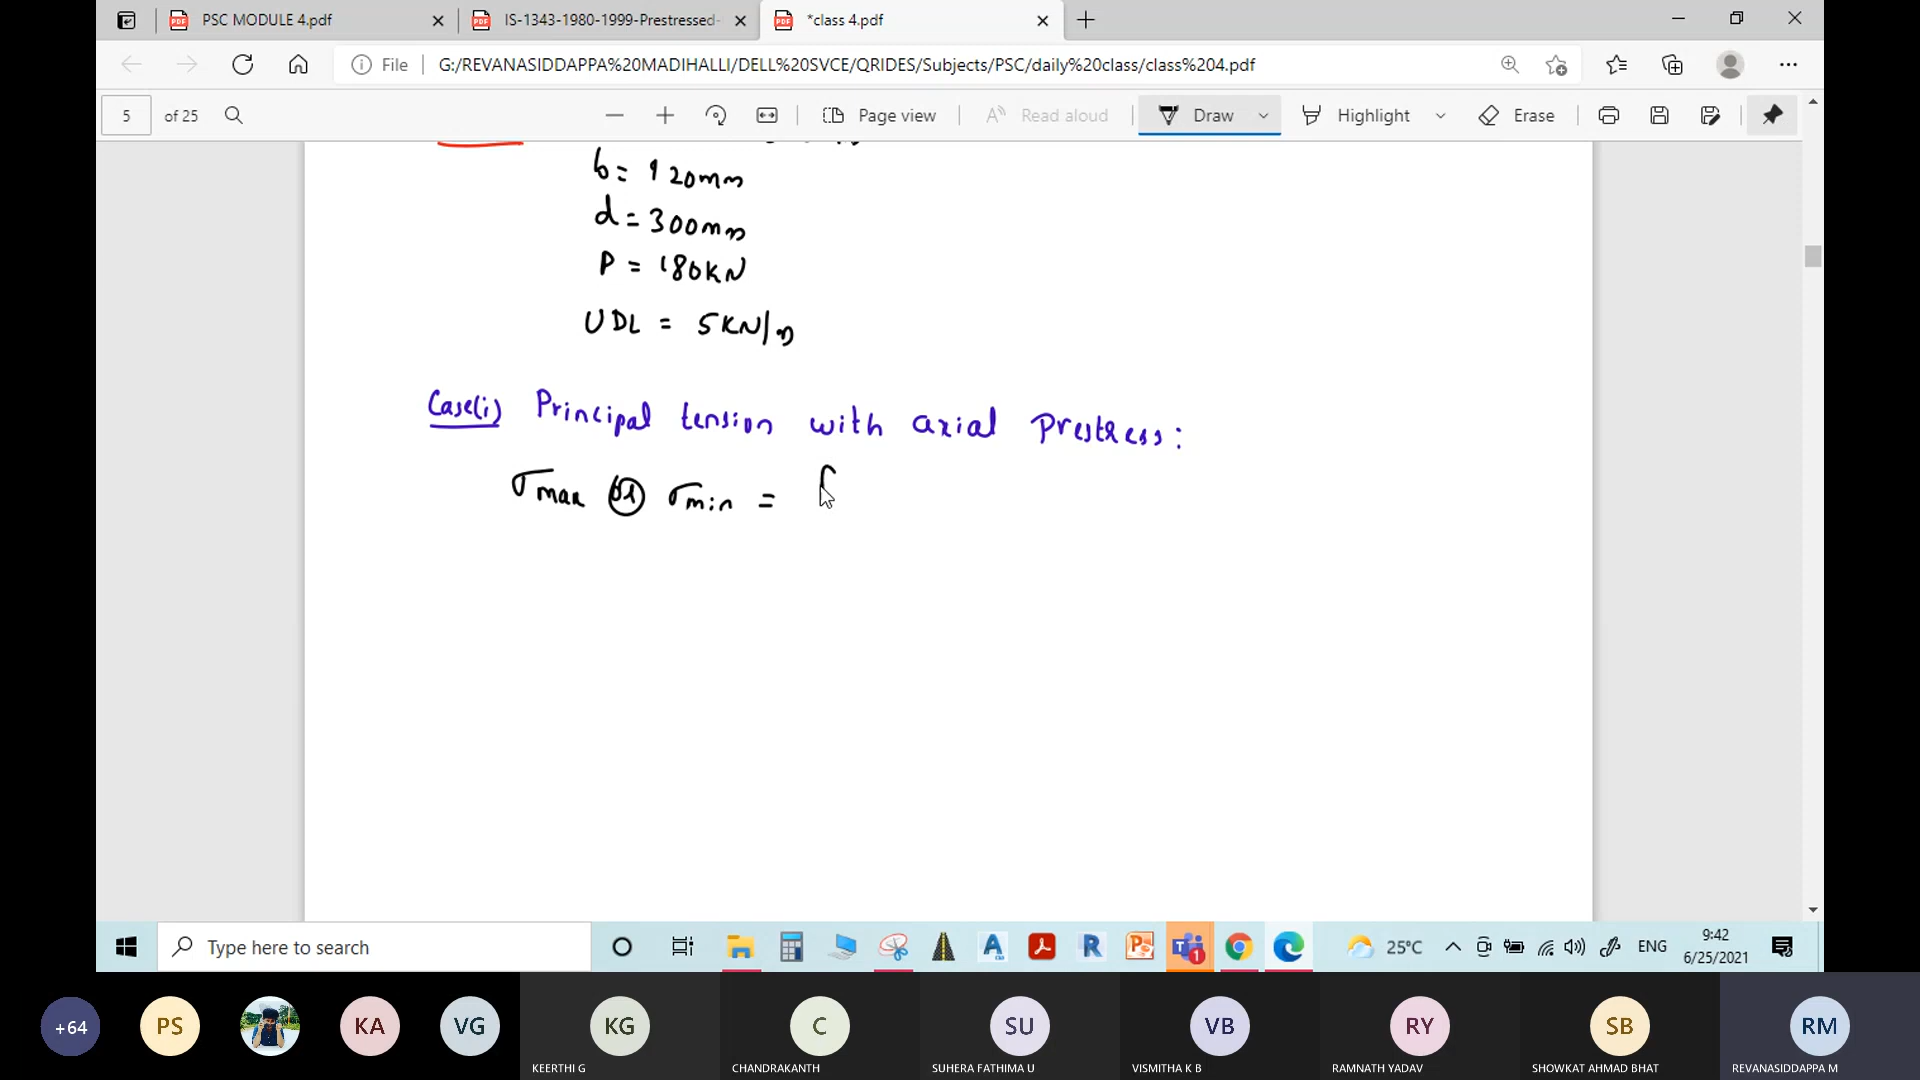 PSC MODULE 4.pdf
IS-1343-1980-1999-Prestressed-
*class 4.pdf
File
G:/REVANASIDDAPPA%20MADIHALLI/DELL%20SVCE/QRIDES/Subjects/PSC/daily%20class/class%204.pdf
5 of 25
Page view
Read aloud
Draw
Highlight
Erase
b = 120mm
d = 300mm
P = 180KN
UDL = 5KN/m
Case(i) Principal tension with axial Prestress:
σmax or σmin =
Type here to search
25°C
ENG
9:42
6/25/2021
+64
PS
KA
VG
KG
C
SU
VB
RY
SB
RM
KEERTHI G
CHANDRAKANTH
SUHERA FATHIMA U
VISMITHA K B
RAMNATH YADAV
SHOWKAT AHMAD BHAT
REVANASIDDAPPA M